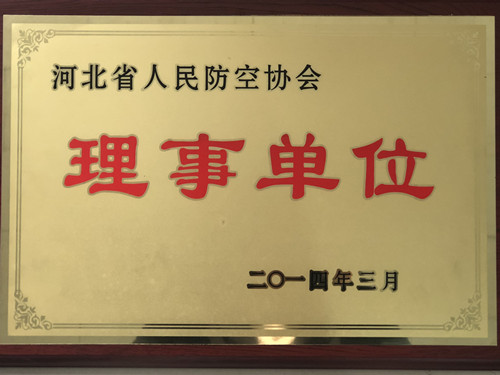 河北省人民防空协会
理事单位
二〇一四年三月